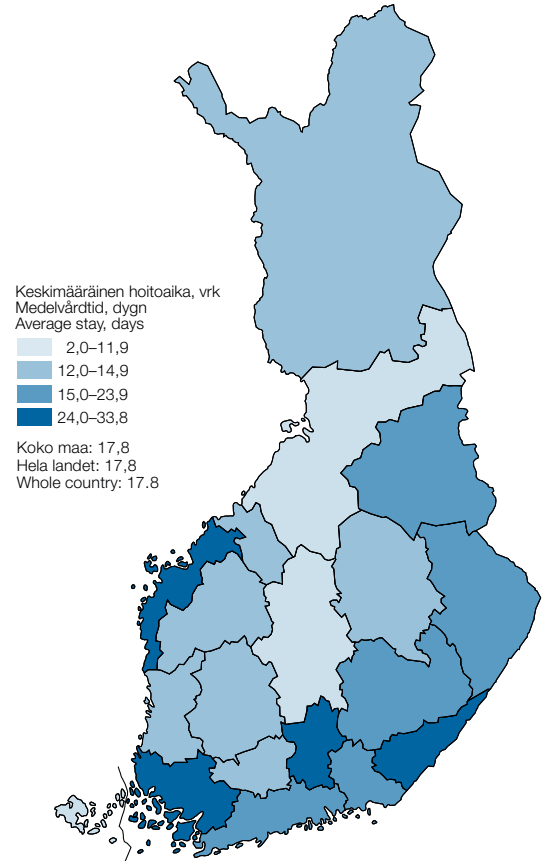 Keskimääräinen hoitoaika, vrk
Medelvårdtid, dygn
Average stay, days
2,0–11,9
12,0–14,9
15,0–23,9
24,0–33,8
Koko maa: 17,8
Hela landet: 17,8
Whole country: 17.8